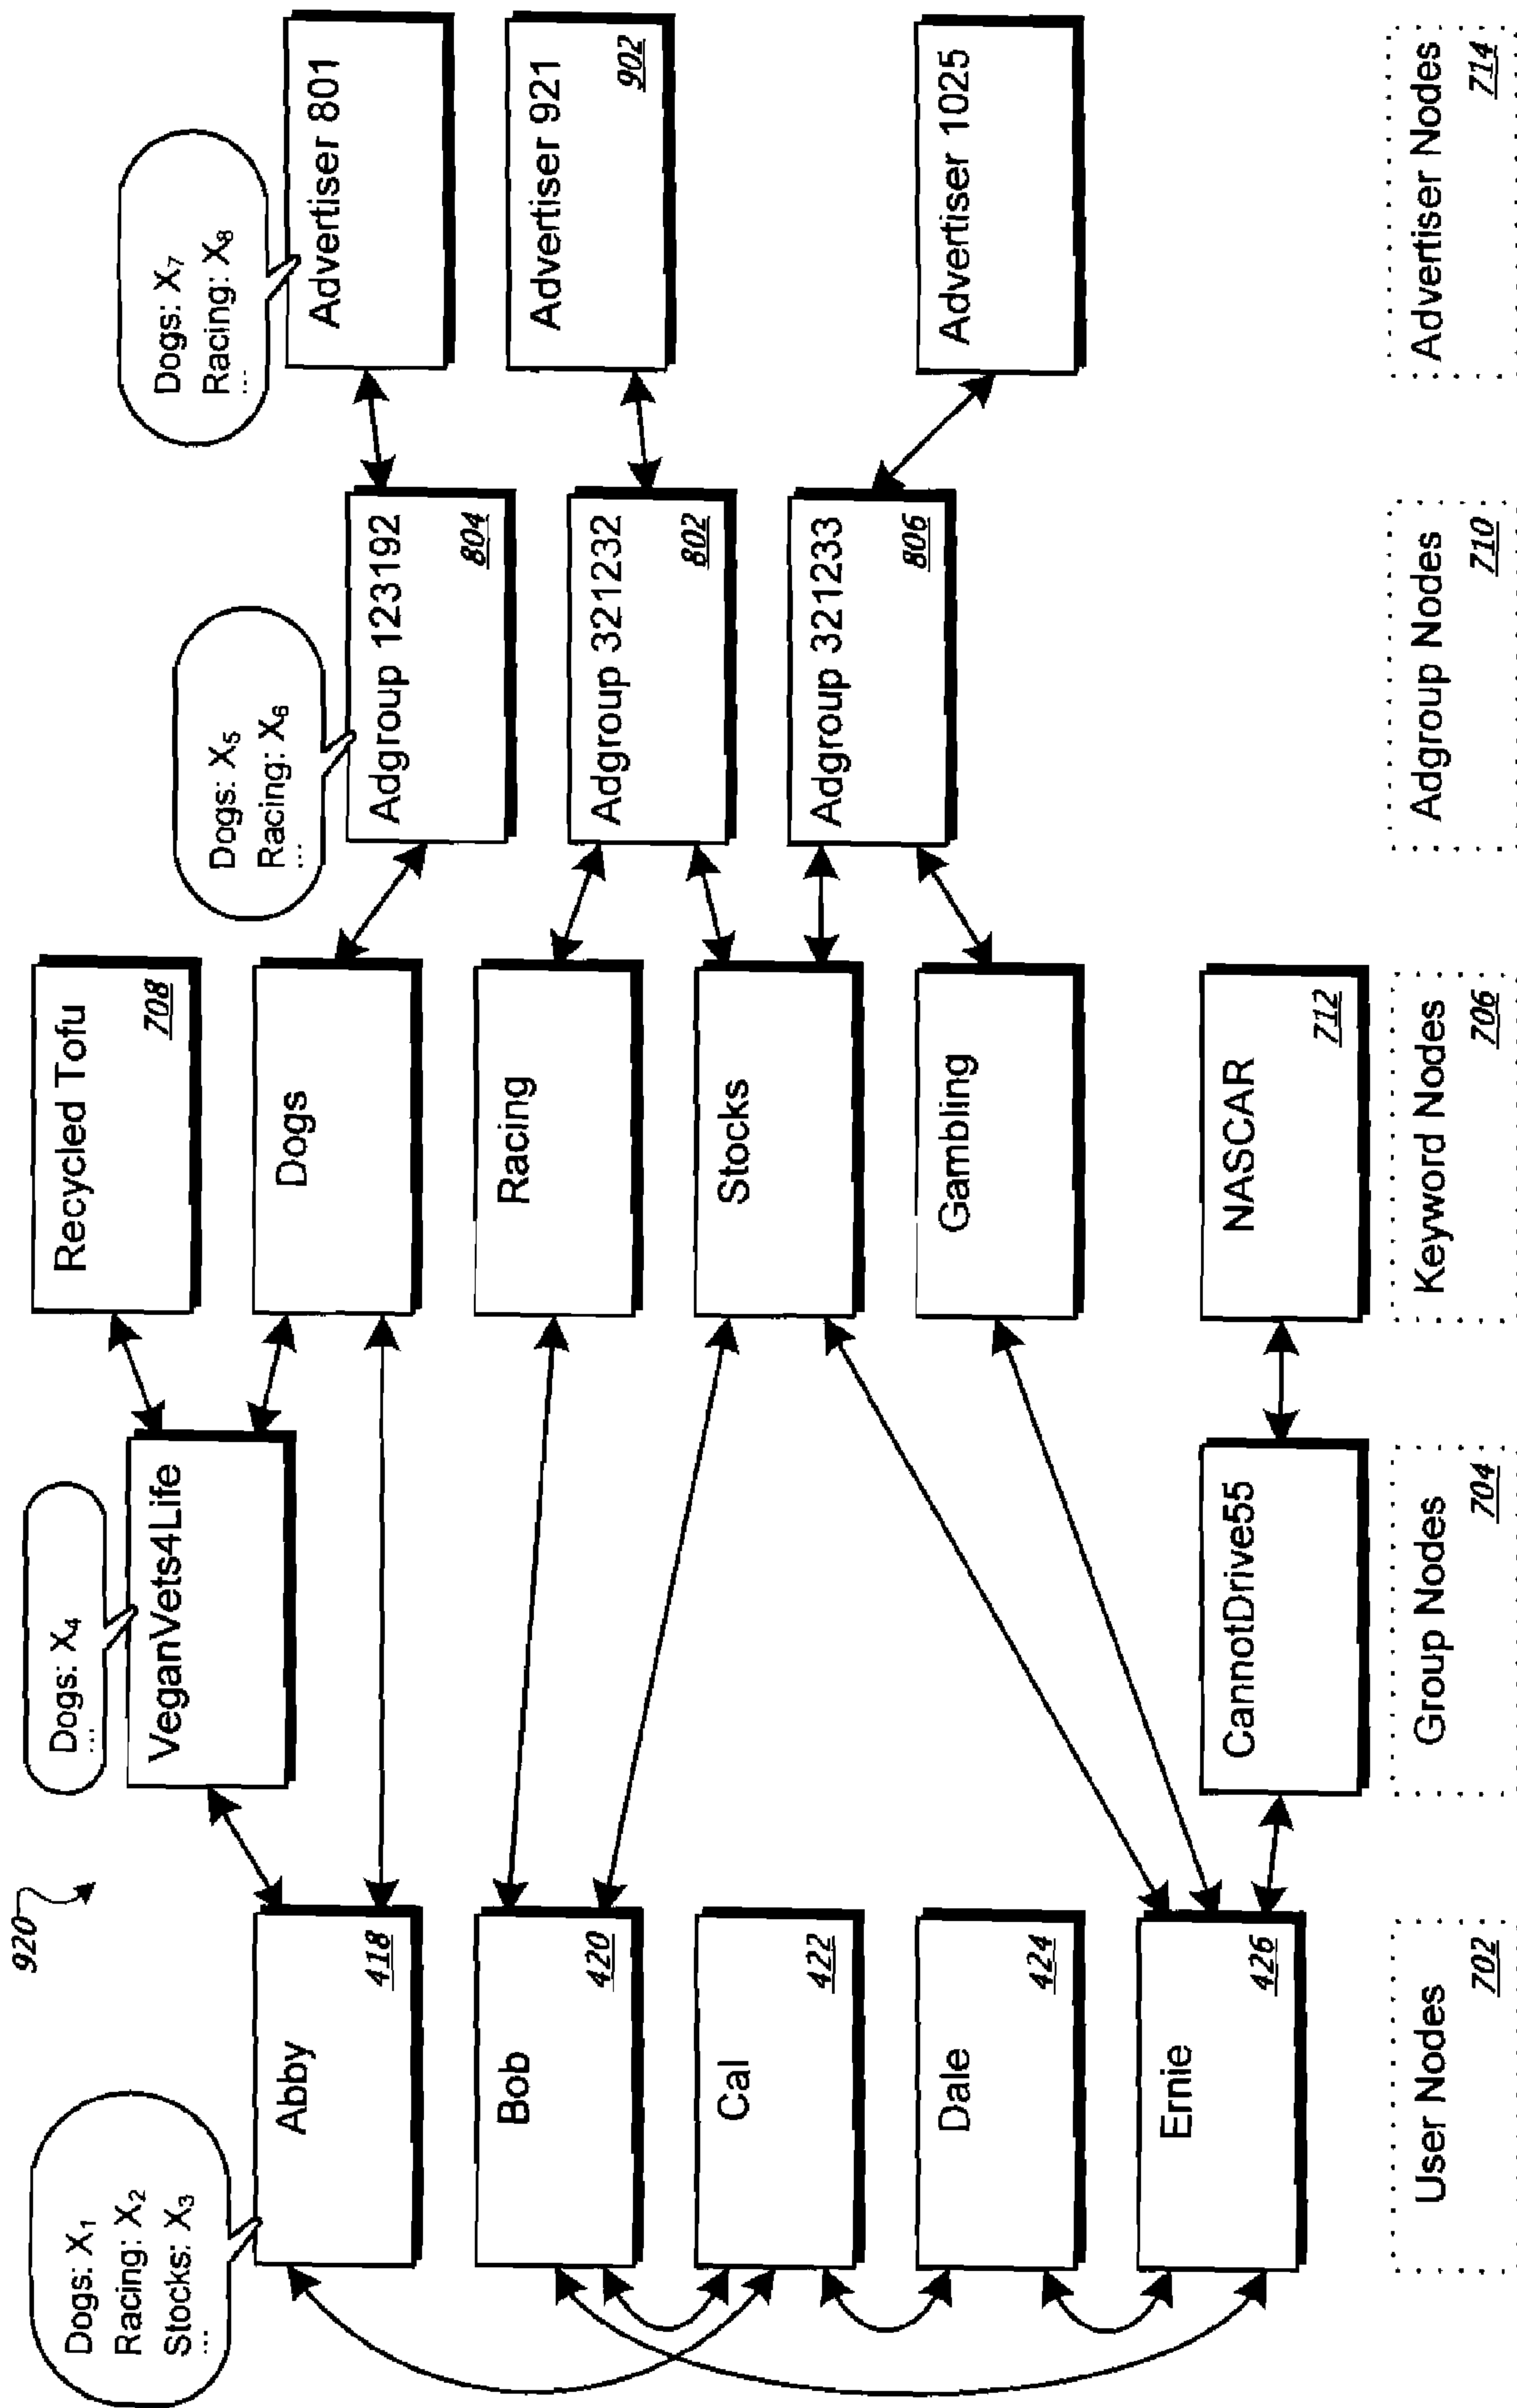 920
Dogs: X₁
Racing: X₂
Stocks: X₃
...
Abby
418
Bob
420
Cal
422
Dale
424
Ernie
426
User Nodes
702
Dogs: X₄
...
VeganVets4Life
CannotDrive55
Group Nodes
704
Recycled Tofu
708
Dogs
Racing
Stocks
Gambling
NASCAR
712
Keyword Nodes
706
Dogs: X₅
Racing: X₆
...
Adgroup 123192
804
Adgroup 321232
802
Adgroup 321233
806
Adgroup Nodes
710
Dogs: X₇
Racing: X₈
...
Advertiser 801
Advertiser 921
902
Advertiser 1025
Advertiser Nodes
714